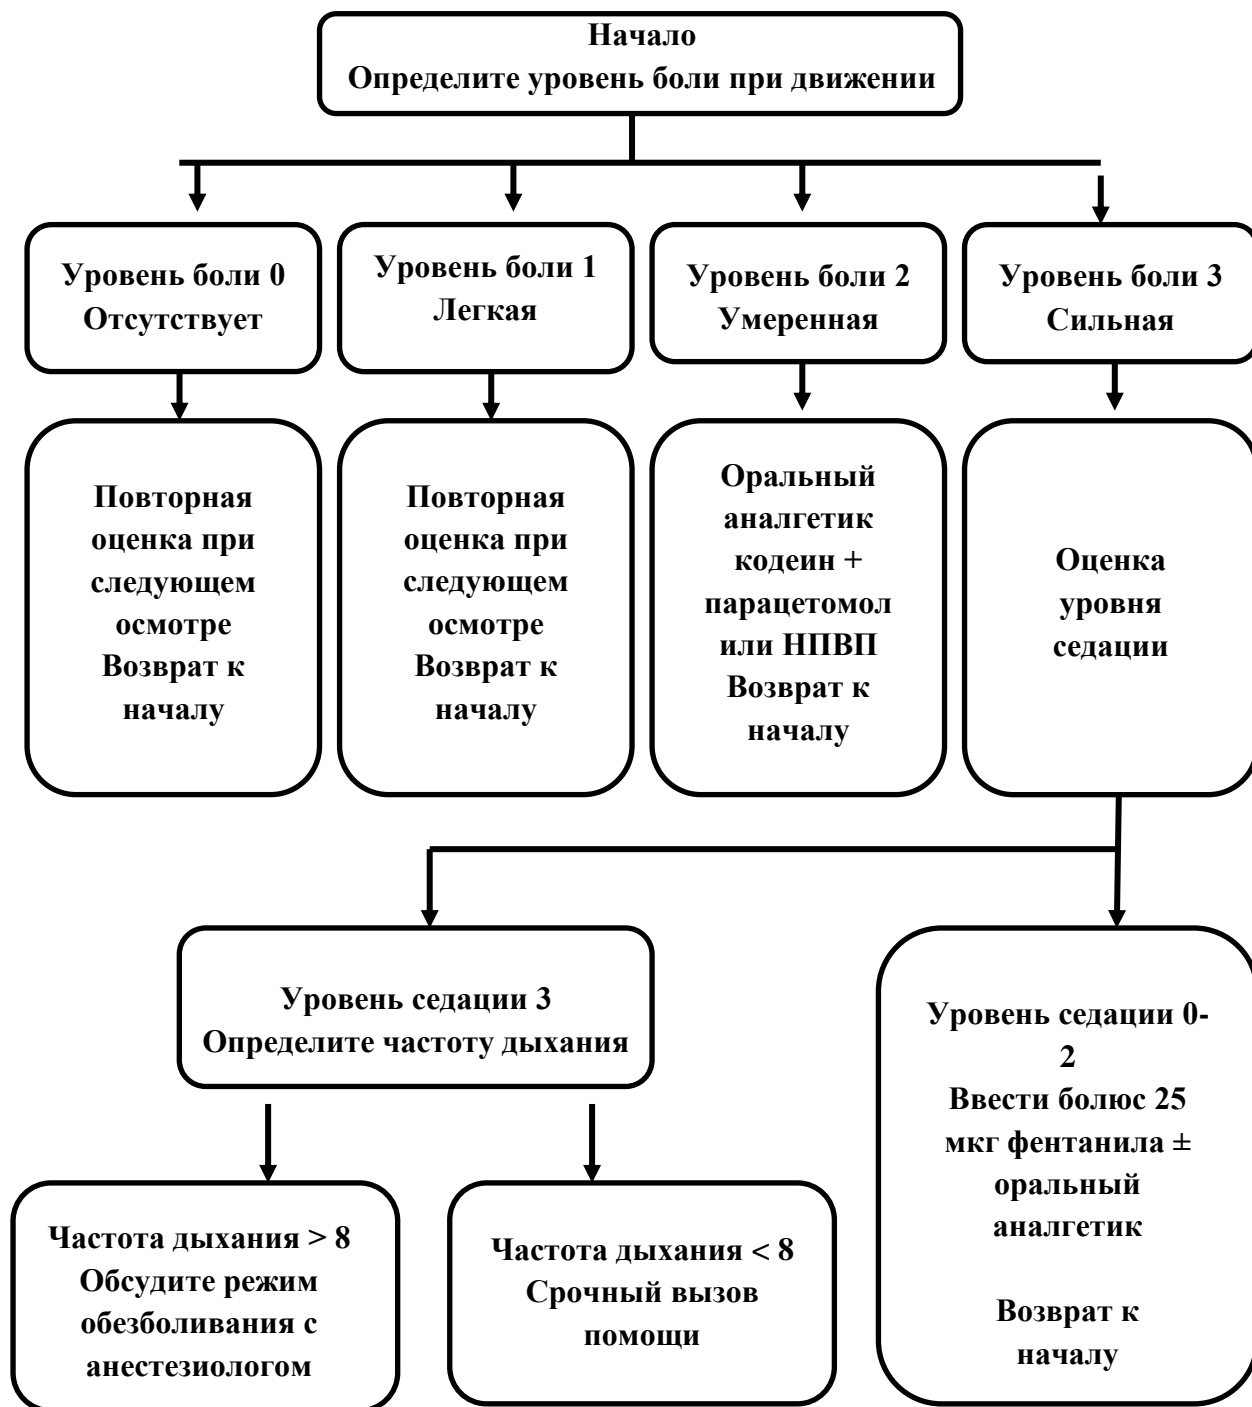 Начало
Определите уровень боли при движении
Уровень боли 0
Отсутствует
Уровень боли 1
Легкая
Уровень боли 2
Умеренная
Уровень боли 3
Сильная
Повторная
оценка при
следующем
осмотре
Возврат к
началу
Повторная
оценка при
следующем
осмотре
Возврат к
началу
Оральный
аналгетик
кодеин +
парацетомол
или НПВП
Возврат к
началу
Оценка
уровня
седации
Уровень седации 3
Определите частоту дыхания
Уровень седации 0-
2
Ввести болюс 25
мкг фентанила ±
оральный
аналгетик
Возврат к
началу
Частота дыхания > 8
Обсудите режим
обезболивания с
анестезиологом
Частота дыхания < 8
Срочный вызов
помощи